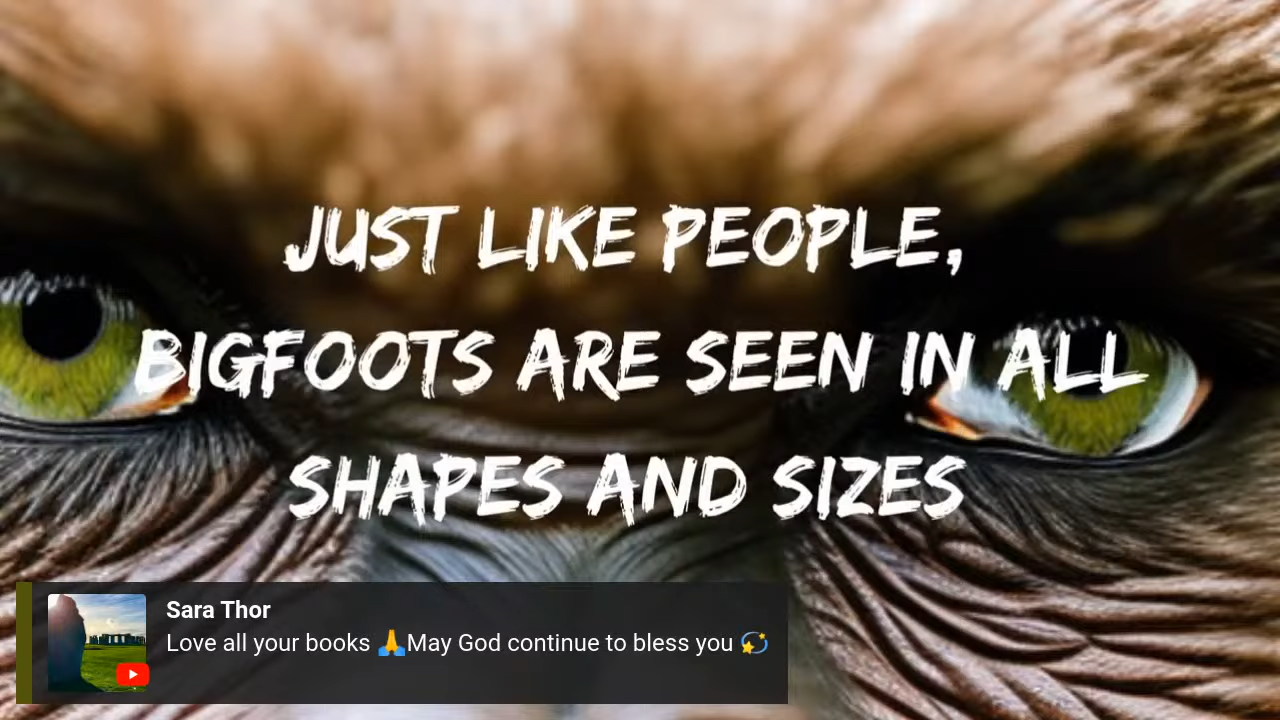 JUST LIKE PEOPLE,
BIGFOOTS ARE SEEN IN ALL
SHAPES AND SIZES
Sara Thor
Love all your books 🙏May God continue to bless you 💫